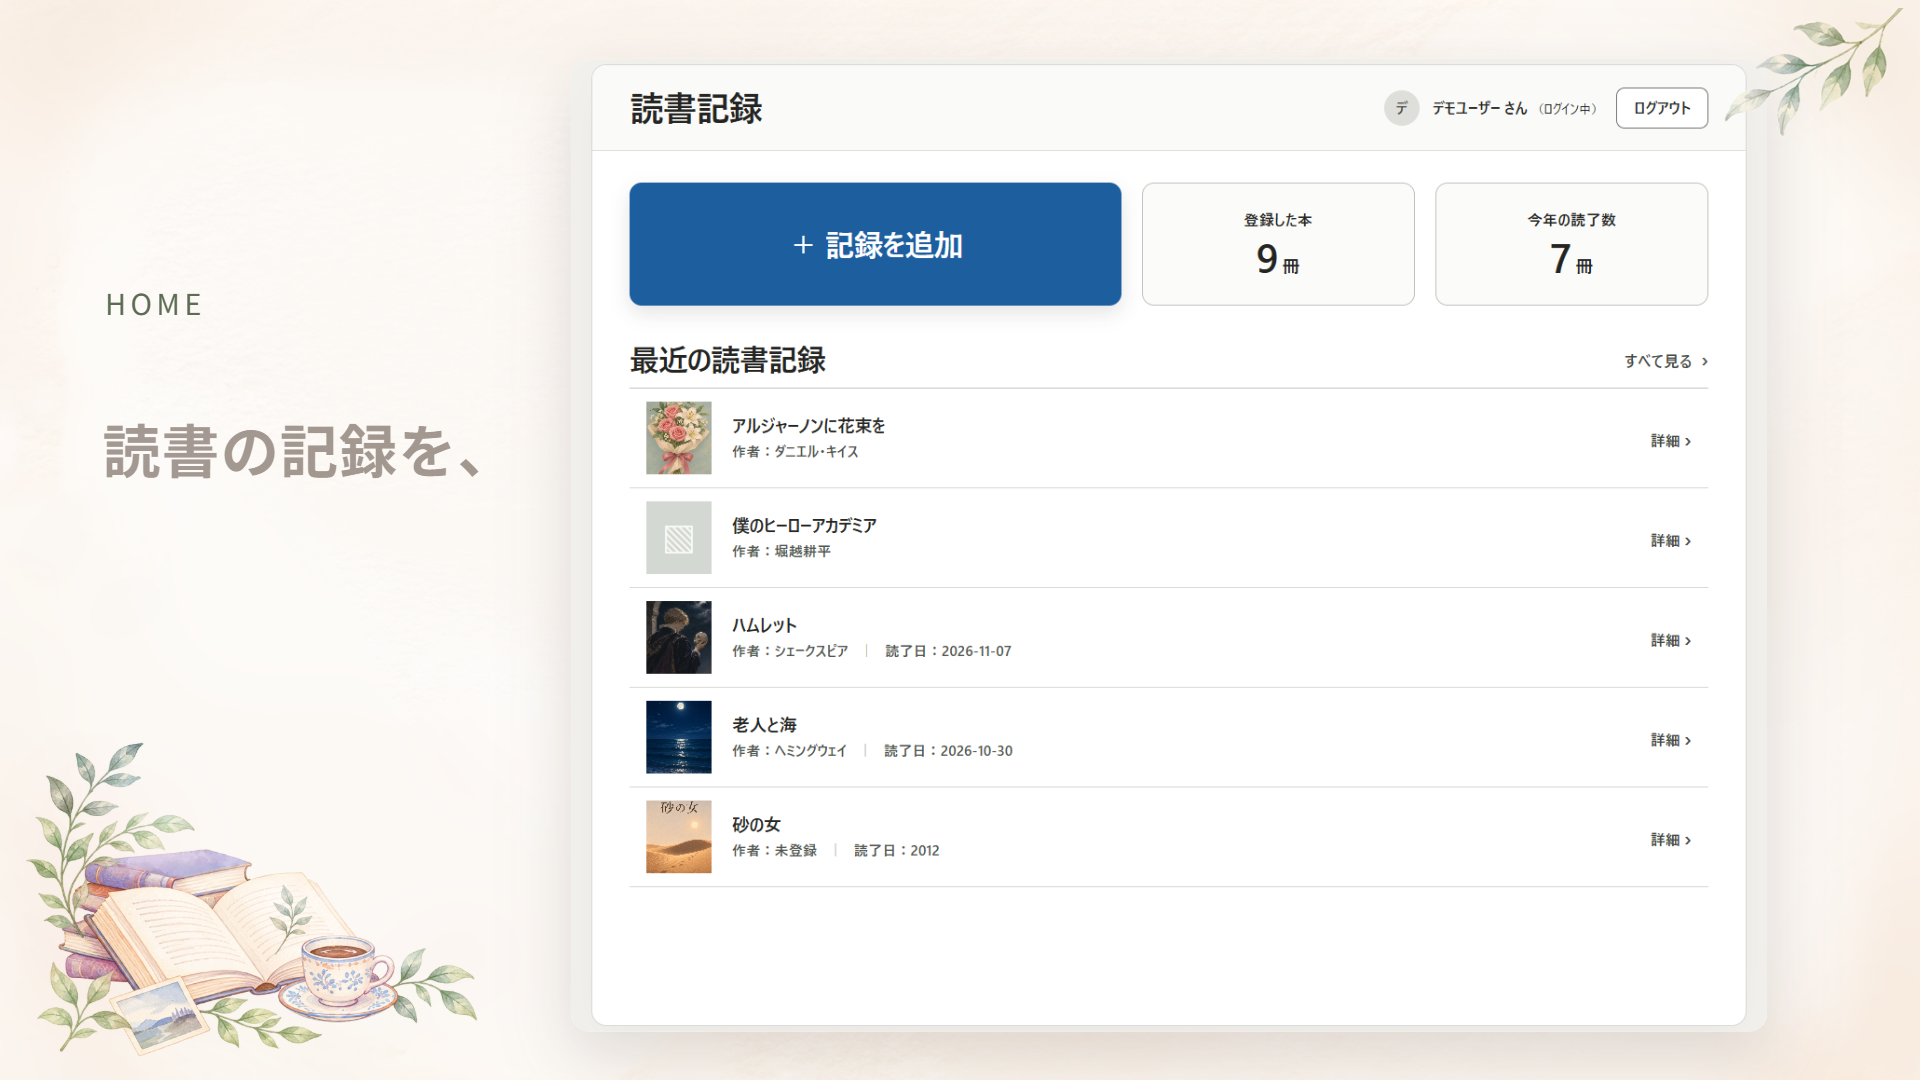 HOME
読書の記録を、
読書記録
デ デモユーザー さん (ログイン中) ログアウト
＋ 記録を追加
登録した本
9 冊
今年の読了数
7 冊
最近の読書記録
すべて見る ›
アルジャーノンに花束を
作者：ダニエル・キイス
詳細 ›
僕のヒーローアカデミア
作者：堀越耕平
詳細 ›
ハムレット
作者：シェークスピア | 読了日：2026-11-07
詳細 ›
老人と海
作者：ヘミングウェイ | 読了日：2026-10-30
詳細 ›
砂の女
砂の女
作者：未登録 | 読了日：2012
詳細 ›